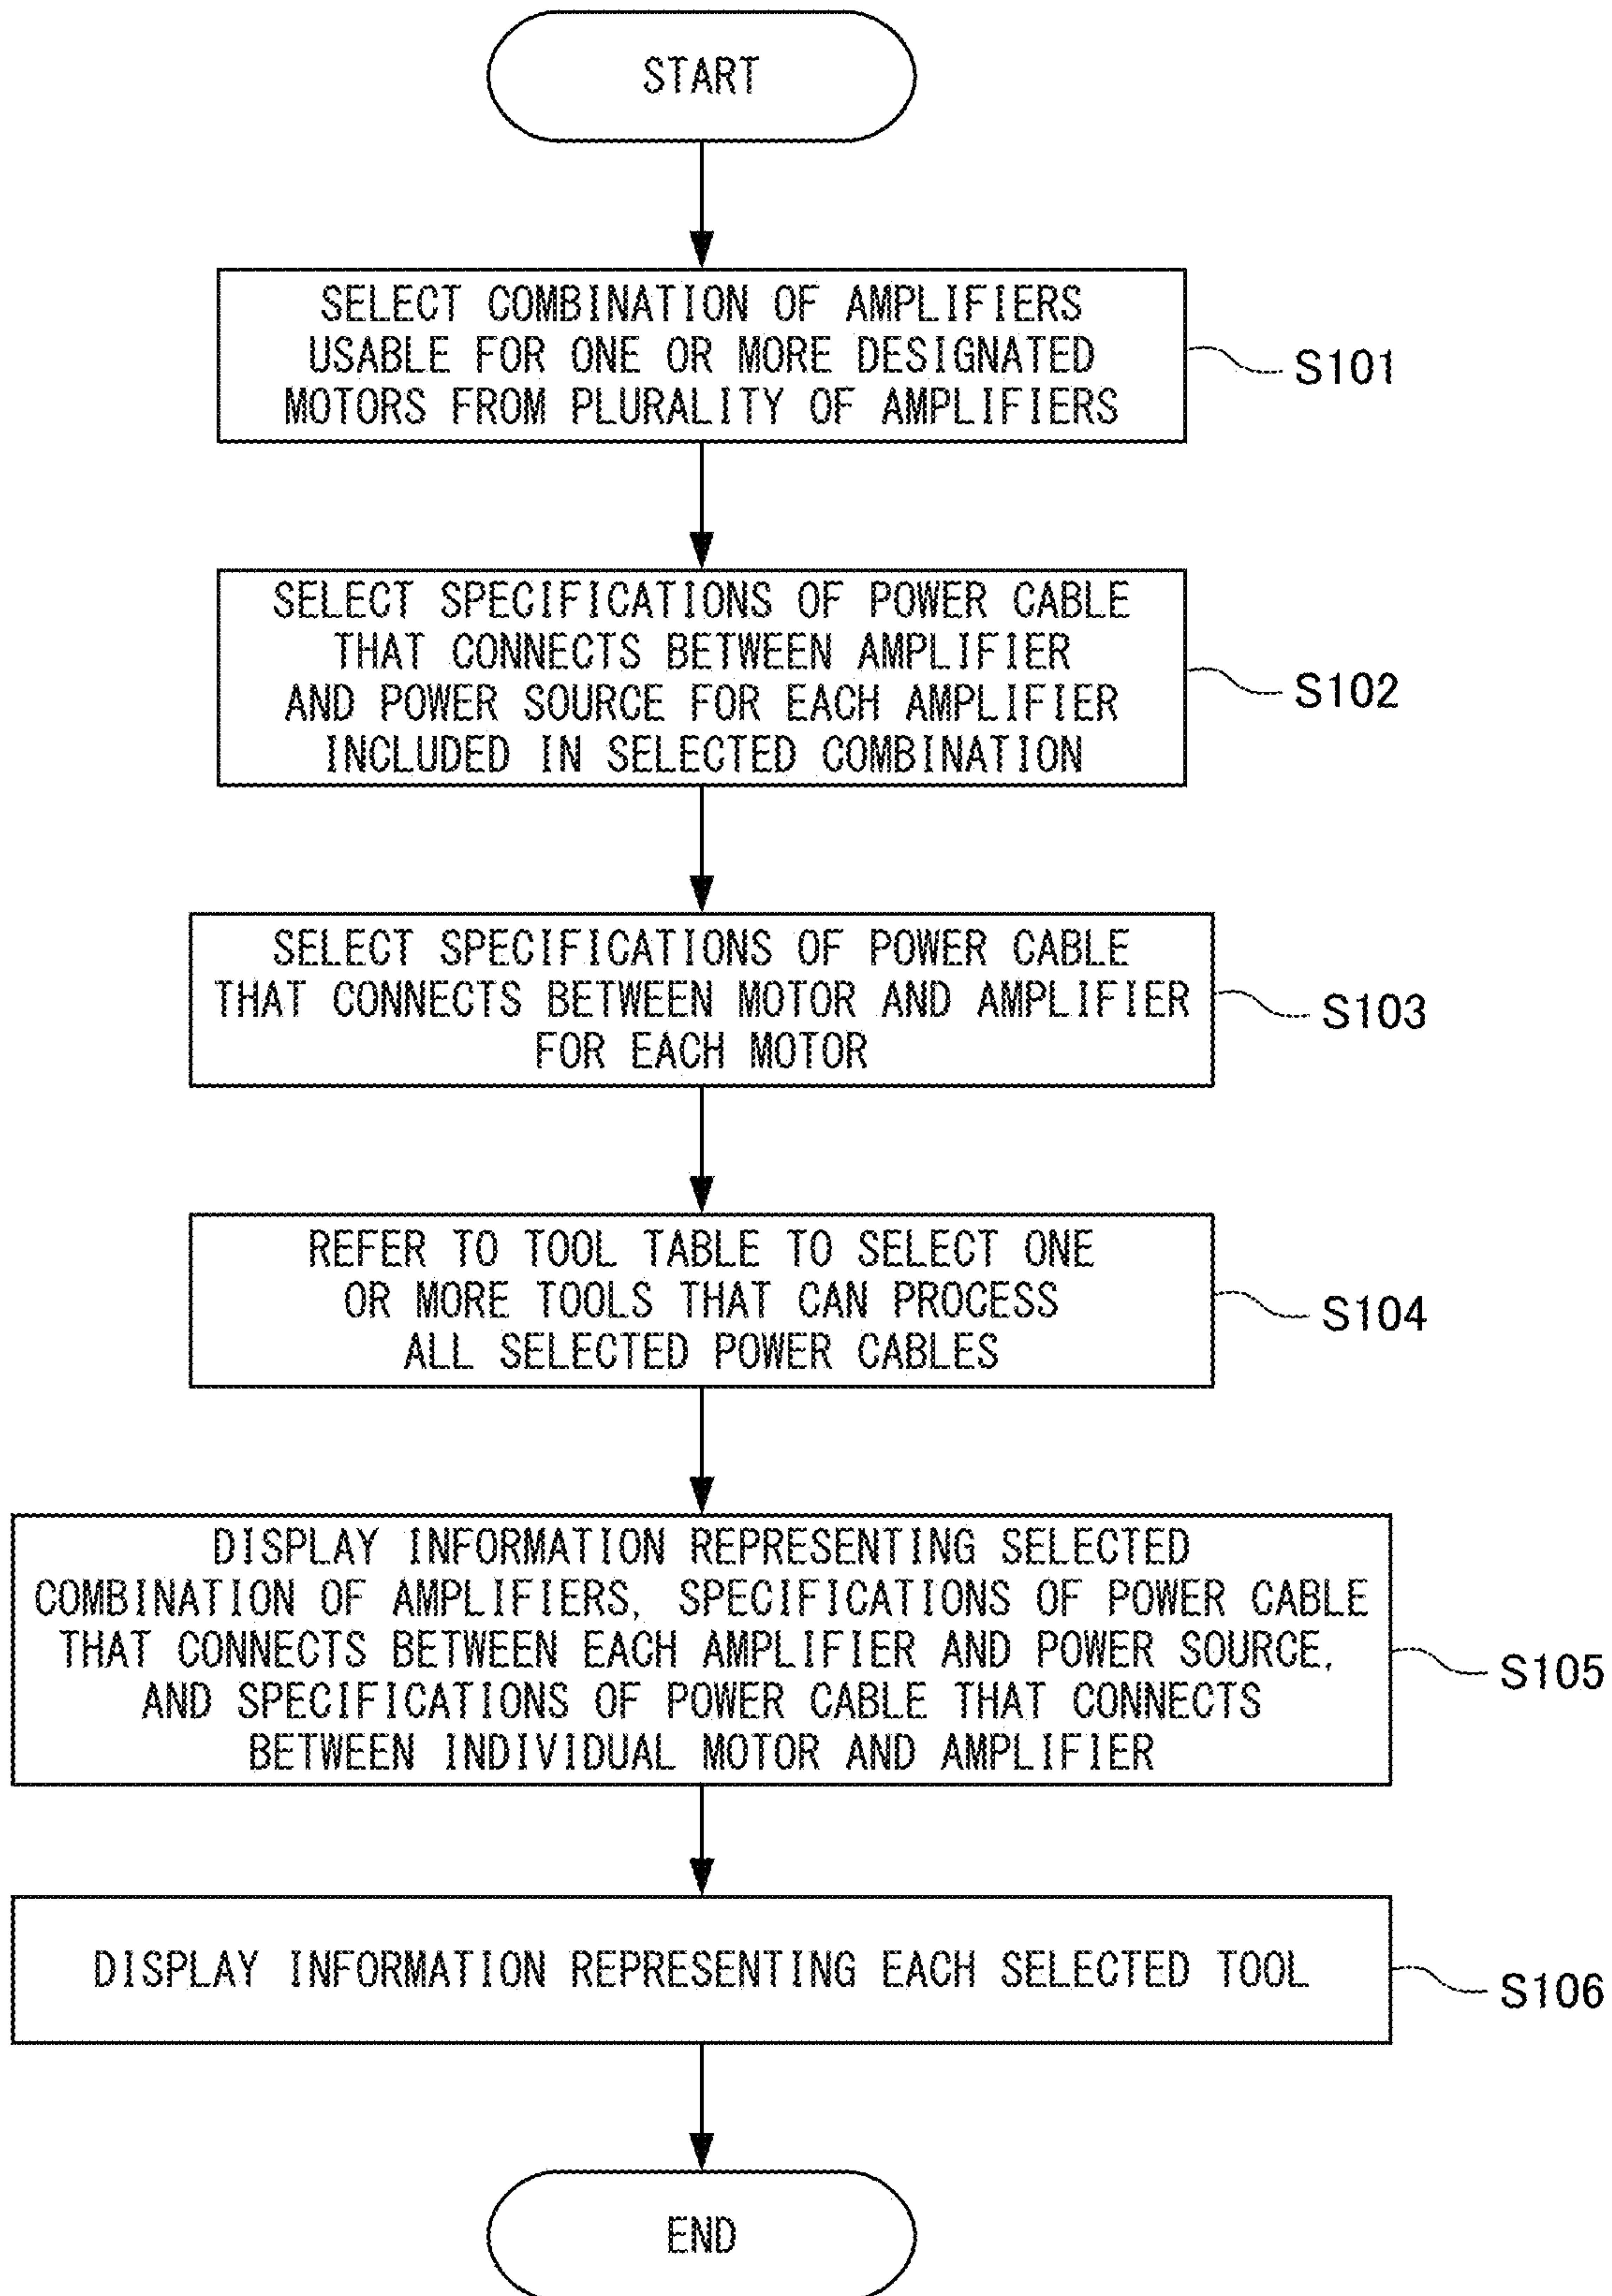 START
SELECT COMBINATION OF AMPLIFIERS
USABLE FOR ONE OR MORE DESIGNATED
MOTORS FROM PLURALITY OF AMPLIFIERS
S101
SELECT SPECIFICATIONS OF POWER CABLE
THAT CONNECTS BETWEEN AMPLIFIER
AND POWER SOURCE FOR EACH AMPLIFIER
INCLUDED IN SELECTED COMBINATION
S102
SELECT SPECIFICATIONS OF POWER CABLE
THAT CONNECTS BETWEEN MOTOR AND AMPLIFIER
FOR EACH MOTOR
S103
REFER TO TOOL TABLE TO SELECT ONE
OR MORE TOOLS THAT CAN PROCESS
ALL SELECTED POWER CABLES
S104
DISPLAY INFORMATION REPRESENTING SELECTED
COMBINATION OF AMPLIFIERS, SPECIFICATIONS OF POWER CABLE
THAT CONNECTS BETWEEN EACH AMPLIFIER AND POWER SOURCE,
AND SPECIFICATIONS OF POWER CABLE THAT CONNECTS
BETWEEN INDIVIDUAL MOTOR AND AMPLIFIER
S105
DISPLAY INFORMATION REPRESENTING EACH SELECTED TOOL
S106
END